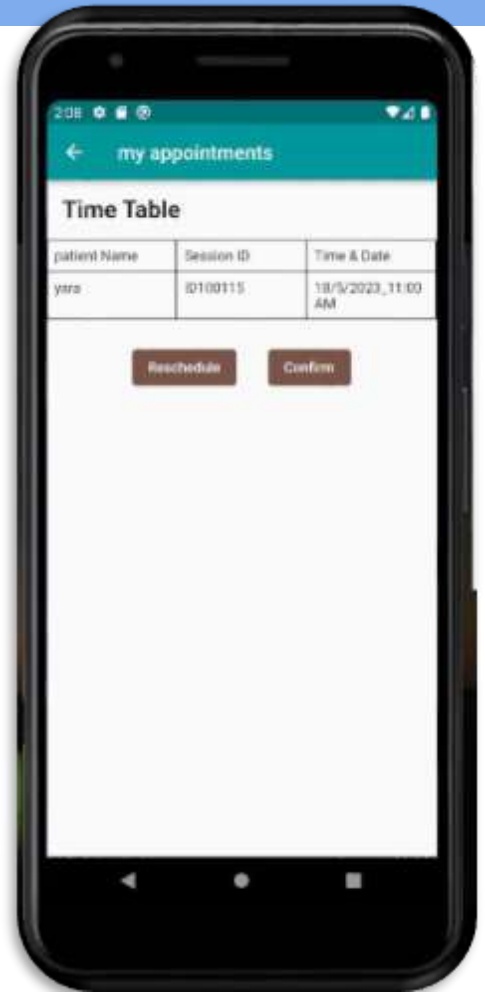 2:08
my appointments
Time Table
patient Name Session ID Time & Date
yara ID100115 18/5/2023_11:00
AM
Reschedule Confirm